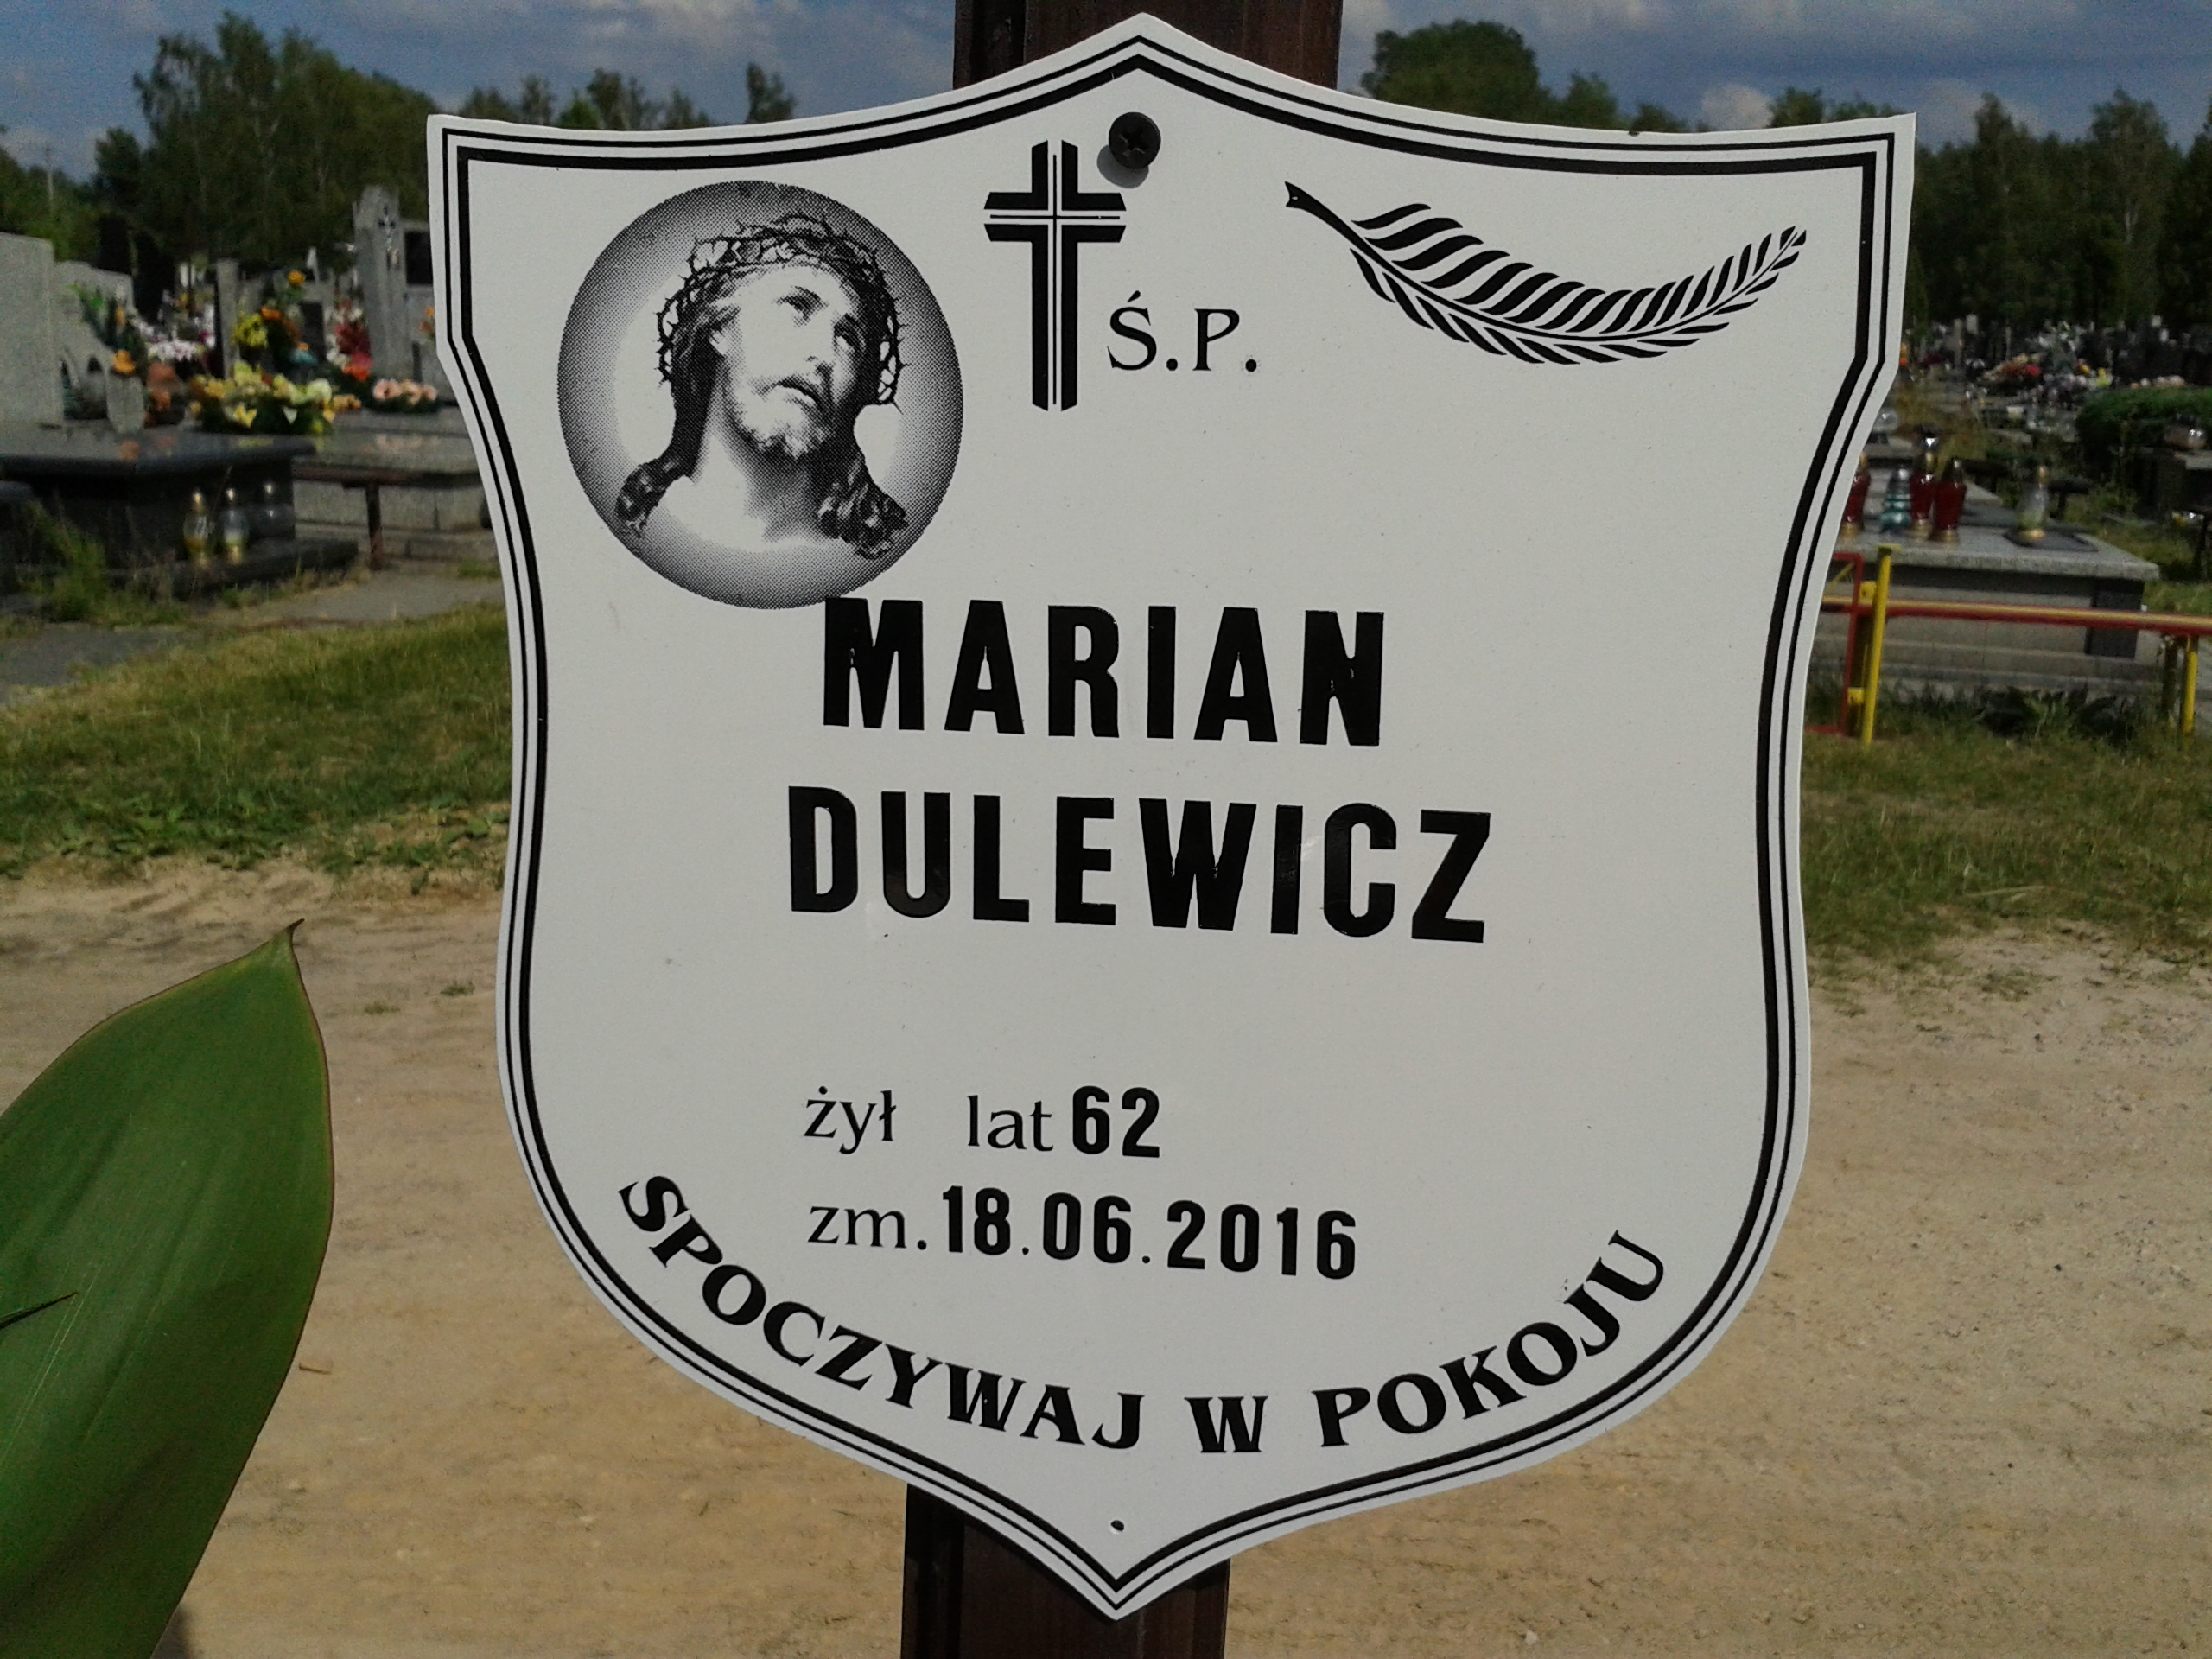 Ś.P.
MARIAN
DULEWICZ
żył lat 62
zm. 18.06.2016
SPOCZYWAJ W POKOJU